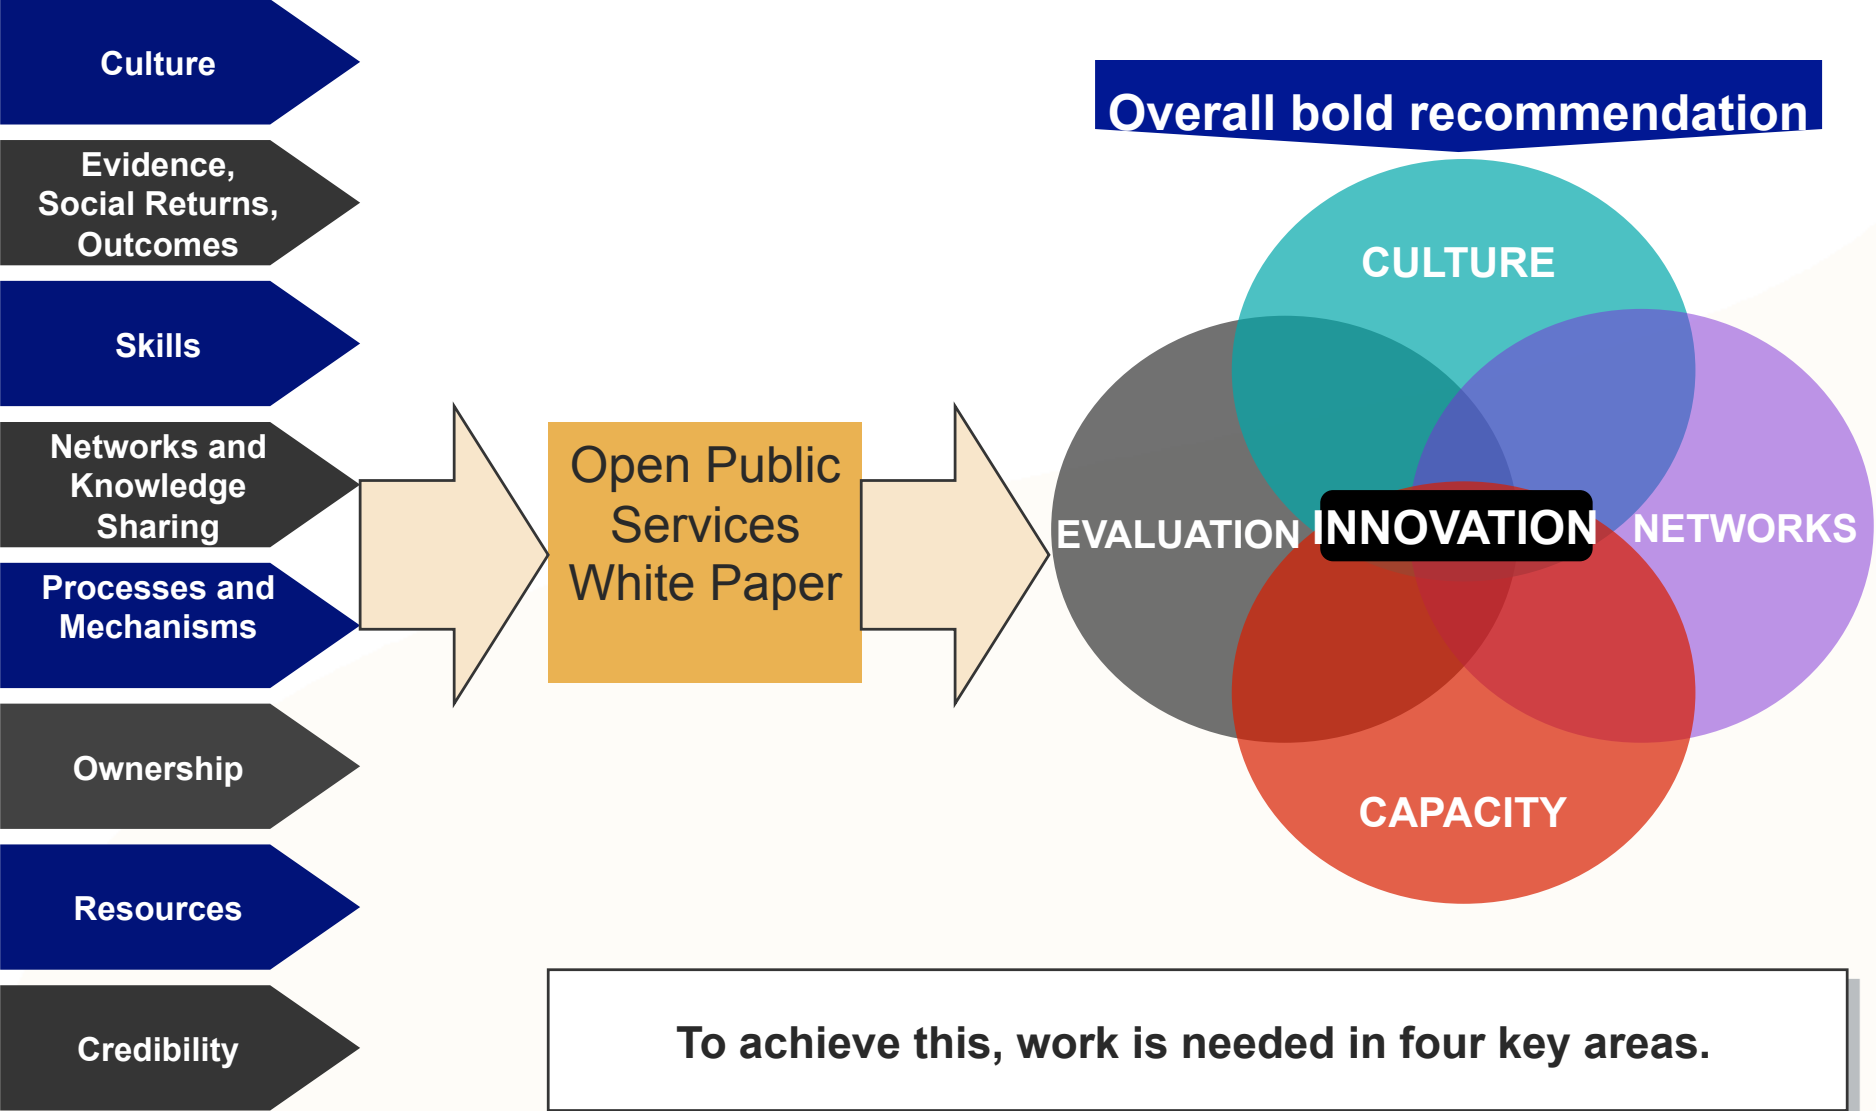 Culture
Evidence,
Social Returns,
Outcomes
Skills
Networks and
Knowledge
Sharing
Processes and
Mechanisms
Ownership
Resources
Credibility
Open Public
Services
White Paper
Overall bold recommendation
CULTURE
EVALUATION
INNOVATION
NETWORKS
CAPACITY
To achieve this, work is needed in four key areas.